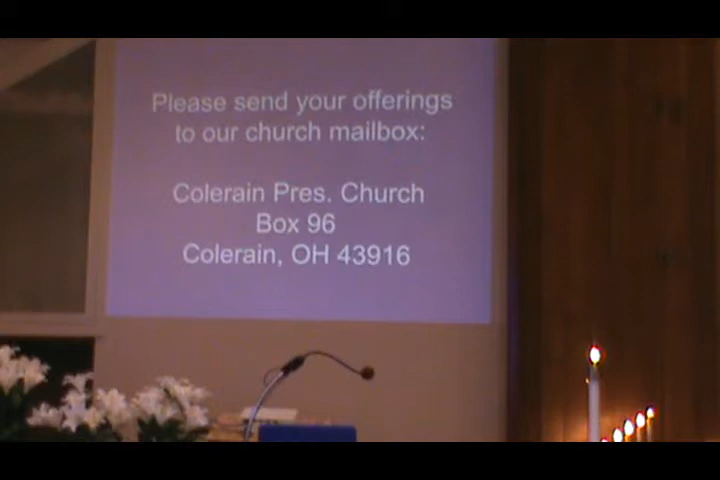 Please send your offerings
to our church mailbox:
Colerain Pres. Church
Box 96
Colerain, OH 43916